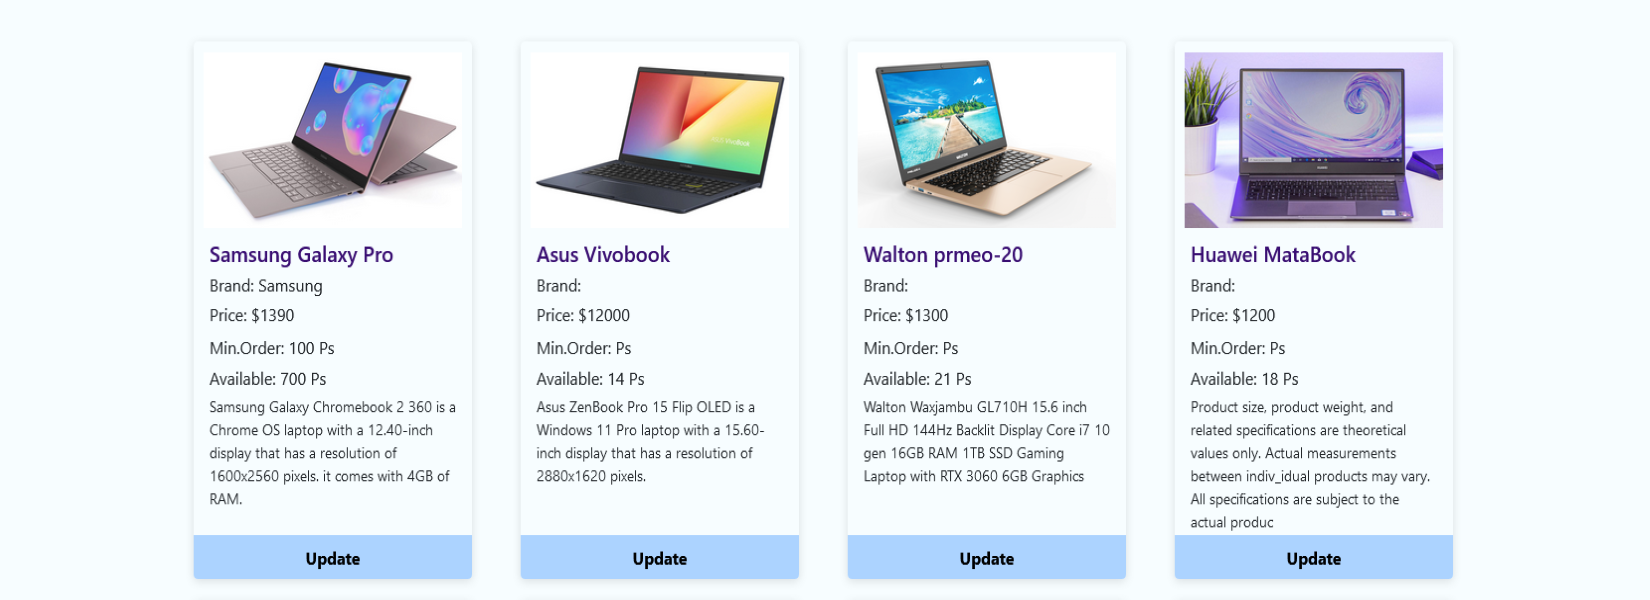 Samsung Galaxy Pro
Brand: Samsung
Price: $1390
Min.Order: 100 Ps
Available: 700 Ps
Samsung Galaxy Chromebook 2 360 is a
Chrome OS laptop with a 12.40-inch
display that has a resolution of
1600x2560 pixels. it comes with 4GB of
RAM.
Update
Asus VivoBook
Asus Vivobook
Brand:
Price: $12000
Min.Order: Ps
Available: 14 Ps
Asus ZenBook Pro 15 Flip OLED is a
Windows 11 Pro laptop with a 15.60-
inch display that has a resolution of
2880x1620 pixels.
Update
Walton prmeo-20
Brand:
Price: $1300
Min.Order: Ps
Available: 21 Ps
Walton Waxjambu GL710H 15.6 inch
Full HD 144Hz Backlit Display Core i7 10
gen 16GB RAM 1TB SSD Gaming
Laptop with RTX 3060 6GB Graphics
Update
Huawei MataBook
Brand:
Price: $1200
Min.Order: Ps
Available: 18 Ps
Product size, product weight, and
related specifications are theoretical
values only. Actual measurements
between indiv_idual products may vary.
All specifications are subject to the
actual produc
Update